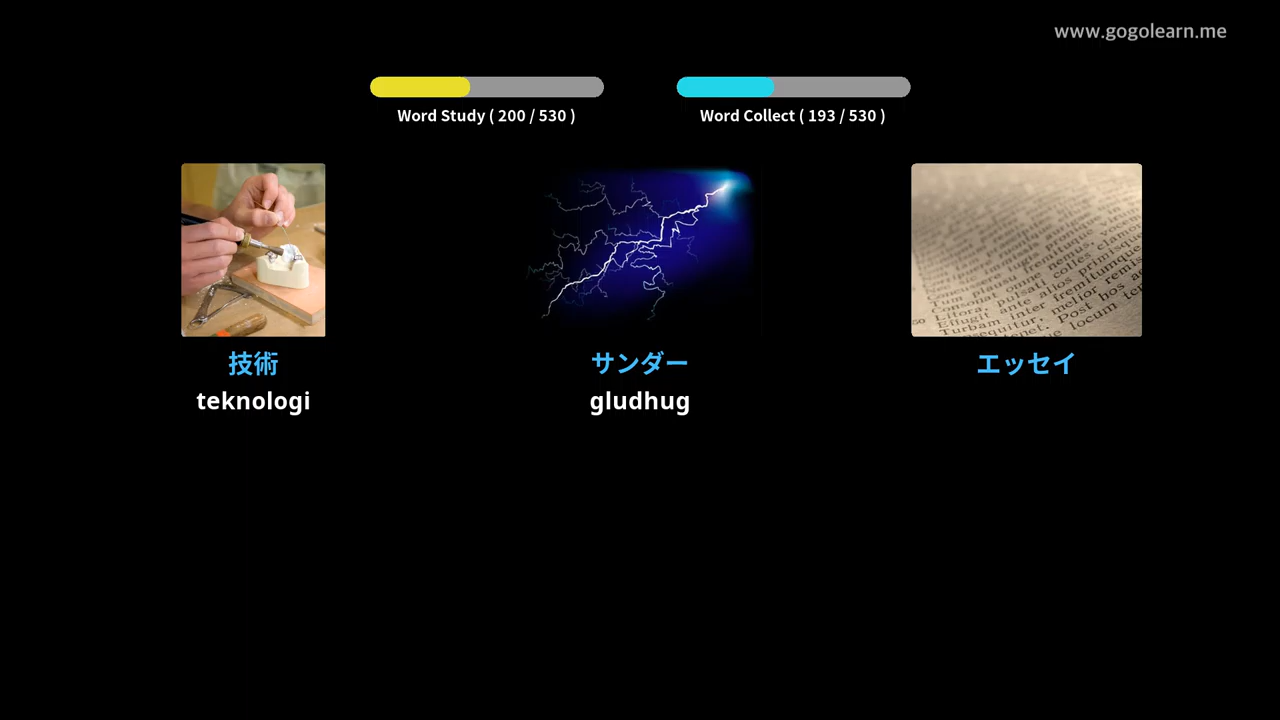 www.gogolearn.me
Word Study ( 200 / 530 )
Word Collect ( 193 / 530 )
技術
teknologi
サンダー
gludhug
エッセイ